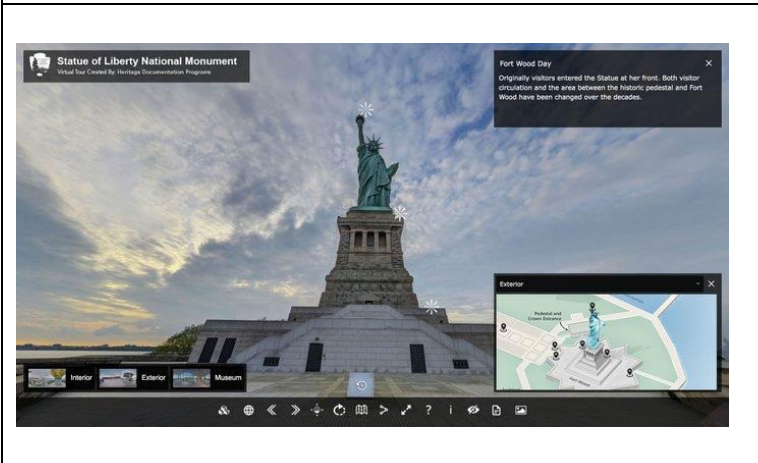 Statue of Liberty National Monument
Virtual Tour Created By: Heritage Documentation Programs
Fort Wood Day
Originally visitors entered the Statue at her front. Both visitor
circulation and the area between the historic pedestal and Fort
Wood have been changed over the decades.
Exterior
Pedestal and
Crown Entrance
Fort Wood
Interior
Exterior
Museum